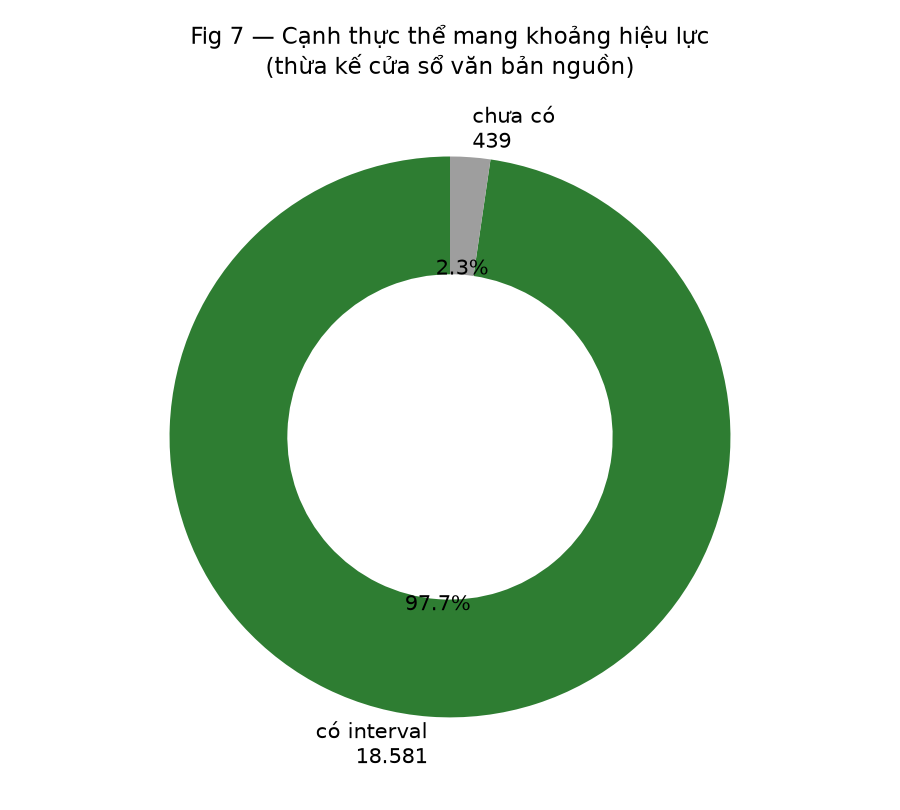 Fig 7 — Cạnh thực thể mang khoảng hiệu lực
(thừa kế cửa sổ văn bản nguồn)
chưa có
439
2.3%
97.7%
có interval
18.581